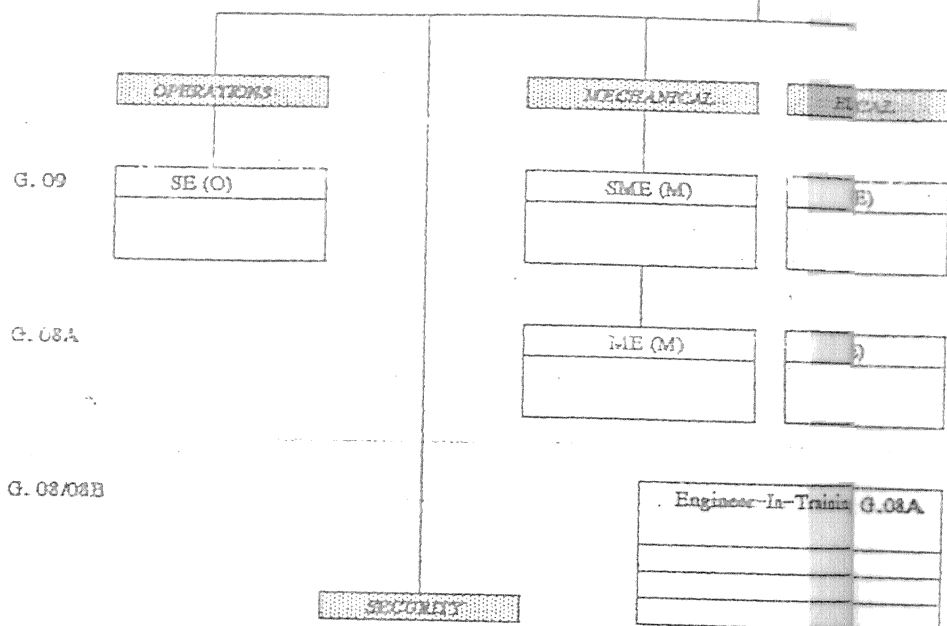 OPERATIONS
MECHANICAL
G.09
SE (O)
SME (M)
E)
G.08A
ME (M)
)
G.08/08B
Engineer-In-Trainin G.08A
SECURITY